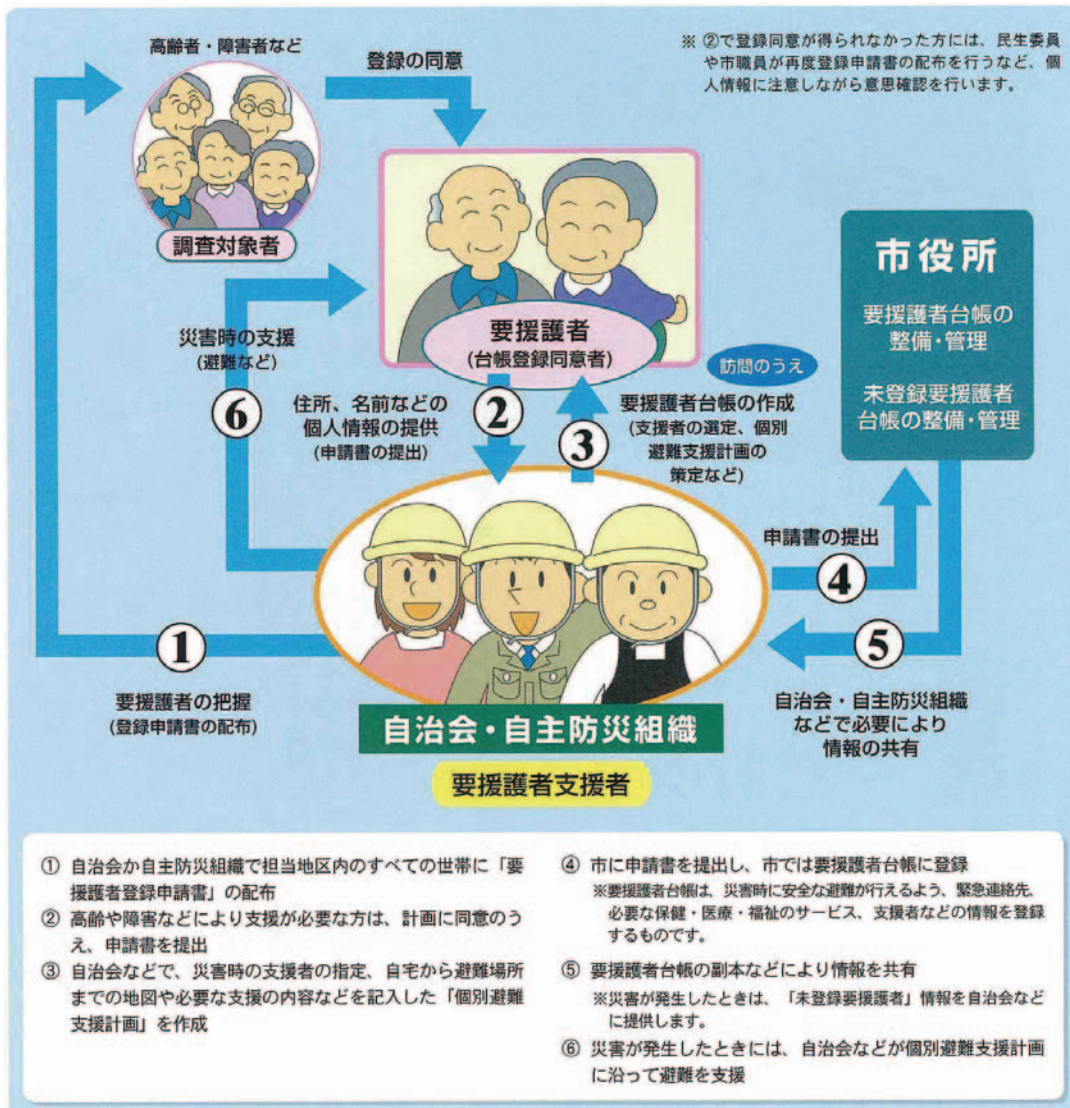 高齢者・障害者など
登録の同意
※ ②で登録同意が得られなかった方には、民生委員
や市職員が再度登録申請書の配布を行うなど、個
人情報に注意しながら意思確認を行います。
調査対象者
要援護者
(台帳登録同意者)
市役所
要援護者台帳の
整備・管理
未登録要援護者
台帳の整備・管理
災害時の支援
(避難など)
⑥
住所、名前などの
個人情報の提供
(申請書の提出)
②
③
訪問のうえ
要援護者台帳の作成
(支援者の選定、個別
避難支援計画の
策定など)
申請書の提出
④
⑤
自治会・自主防災組織
などで必要により
情報の共有
①
要援護者の把握
(登録申請書の配布)
自治会・自主防災組織
要援護者支援者
① 自治会か自主防災組織で担当地区内のすべての世帯に「要
援護者登録申請書」の配布
② 高齢や障害などにより支援が必要な方は、計画に同意のう
え、申請書を提出
③ 自治会などで、災害時の支援者の指定、自宅から避難場所
までの地図や必要な支援の内容などを記入した「個別避難
支援計画」を作成
④ 市に申請書を提出し、市では要援護者台帳に登録
※要援護者台帳は、災害時に安全な避難が行えるよう、緊急連絡先、
必要な保健・医療・福祉のサービス、支援者などの情報を登録
するものです。
⑤ 要援護者台帳の副本などにより情報を共有
※災害が発生したときは、「未登録要援護者」情報を自治会など
に提供します。
⑥ 災害が発生したときには、自治会などが個別避難支援計画
に沿って避難を支援